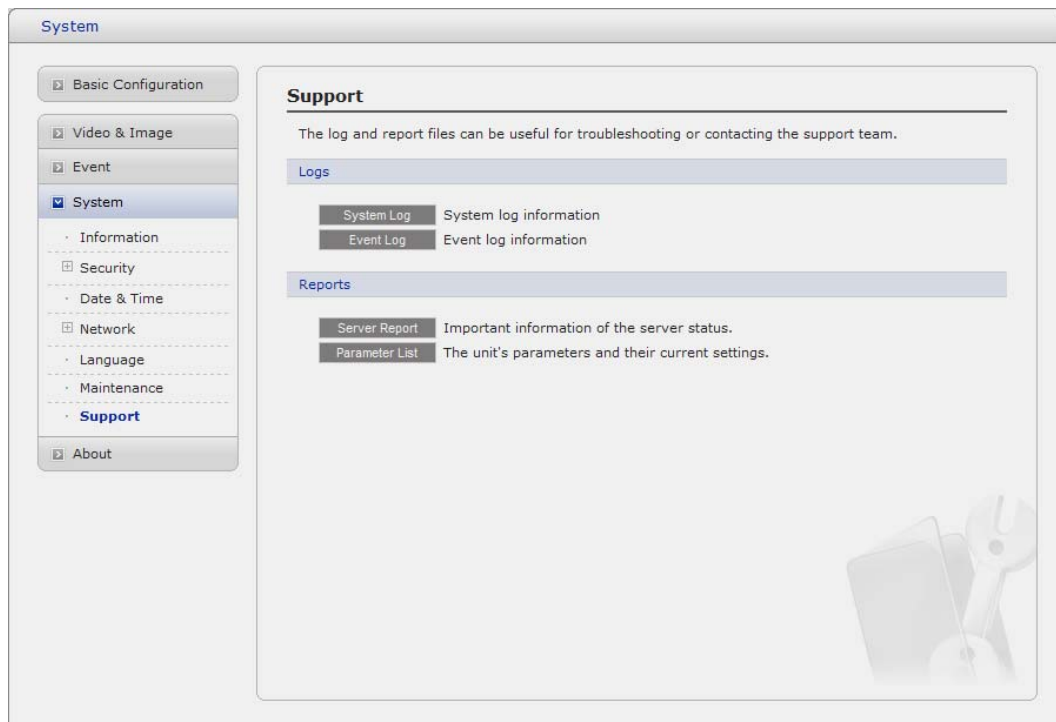 System
Basic Configuration
Video & Image
Event
System
Information
Security
Date & Time
Network
Language
Maintenance
Support
About
Support
The log and report files can be useful for troubleshooting or contacting the support team.
Logs
System Log System log information
Event Log Event log information
Reports
Server Report Important information of the server status.
Parameter List The unit's parameters and their current settings.